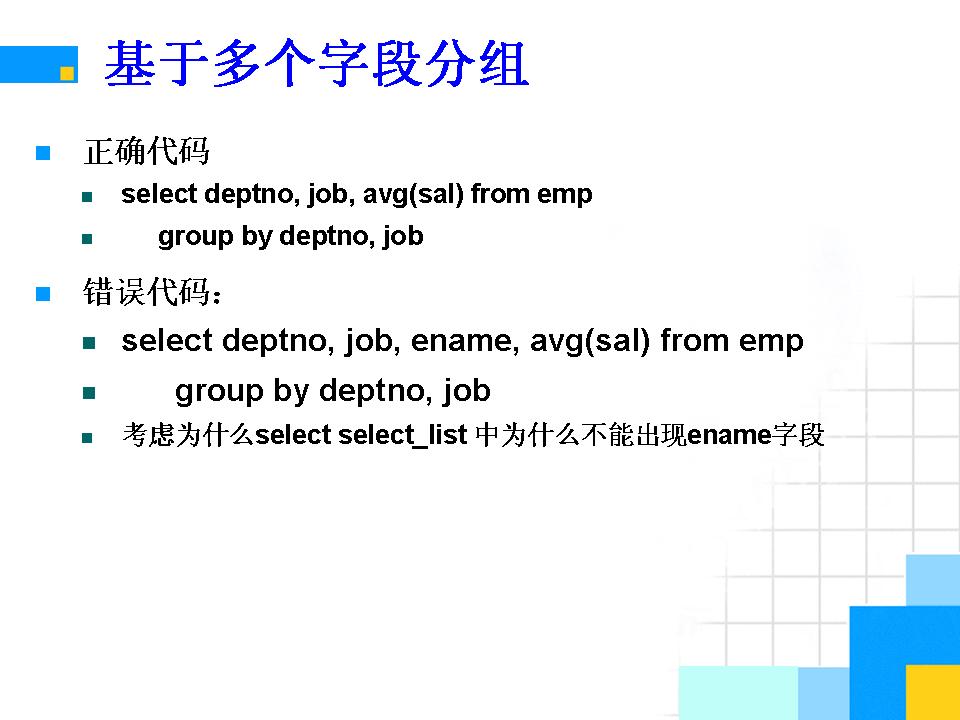 基于多个字段分组
正确代码
select deptno, job, avg(sal) from emp
group by deptno, job
错误代码：
select deptno, job, ename, avg(sal) from emp
group by deptno, job
考虑为什么select select_list 中为什么不能出现ename字段